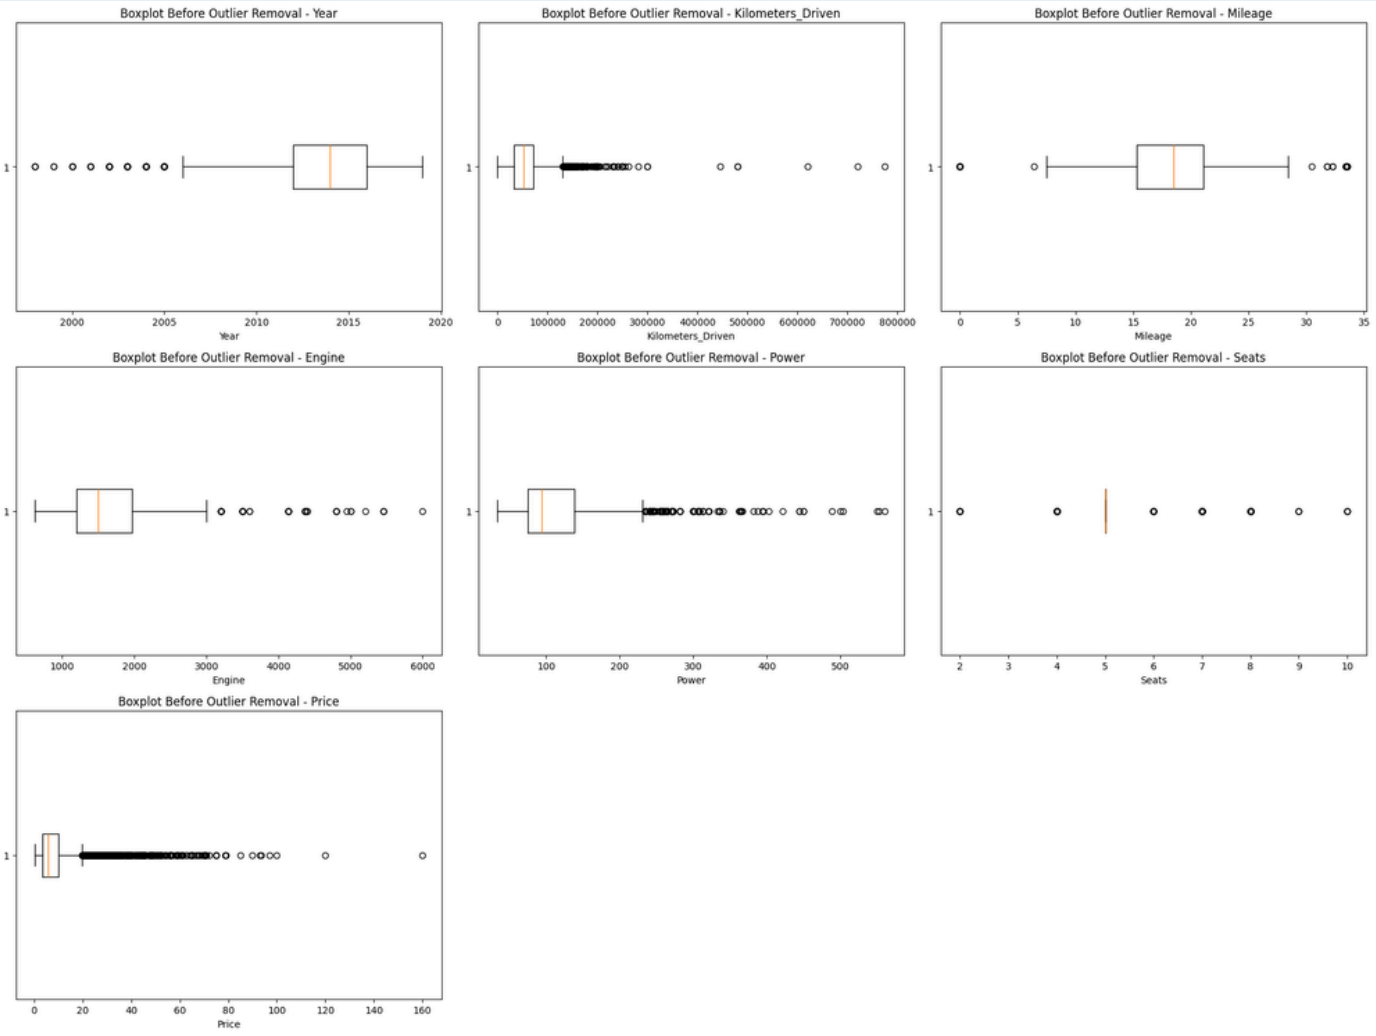 Boxplot Before Outlier Removal - Year
1
2000 2005 2010 2015 2020
Year
Boxplot Before Outlier Removal - Kilometers_Driven
1
0 100000 200000 300000 400000 500000 600000 700000 800000
Kilometers_Driven
Boxplot Before Outlier Removal - Mileage
1
0 5 10 15 20 25 30 35
Mileage
Boxplot Before Outlier Removal - Engine
1
1000 2000 3000 4000 5000 6000
Engine
Boxplot Before Outlier Removal - Power
1
100 200 300 400 500
Power
Boxplot Before Outlier Removal - Seats
1
2 3 4 5 6 7 8 9 10
Seats
Boxplot Before Outlier Removal - Price
1
0 20 40 60 80 100 120 140 160
Price